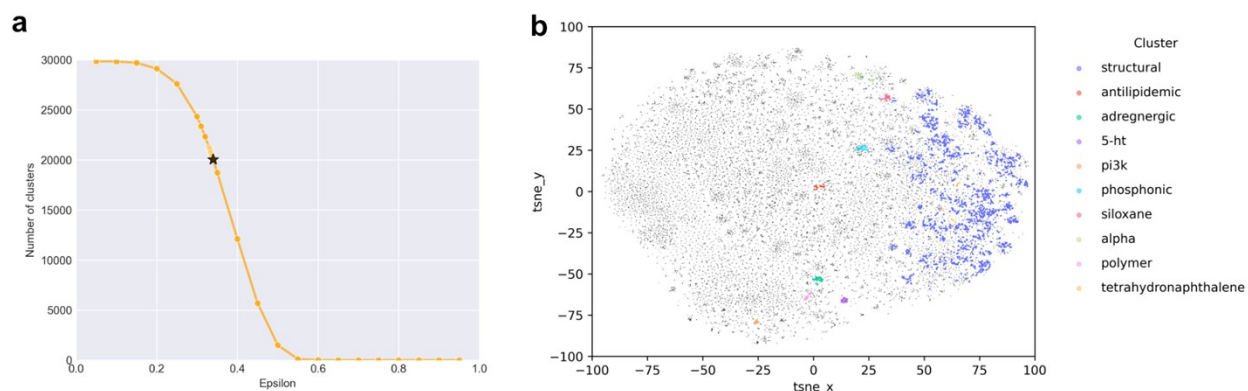 a
30000
25000
20000
15000
10000
5000
0
Number of clusters
0.0 0.2 0.4 0.6 0.8 1.0
Epsilon
b
100
75
50
25
0
−25
−50
−75
−100
tsne_y
−100 −75 −50 −25 0 25 50 75 100
tsne_x
Cluster
structural
antilipidemic
adregnergic
5-ht
pi3k
phosphonic
siloxane
alpha
polymer
tetrahydronaphthalene